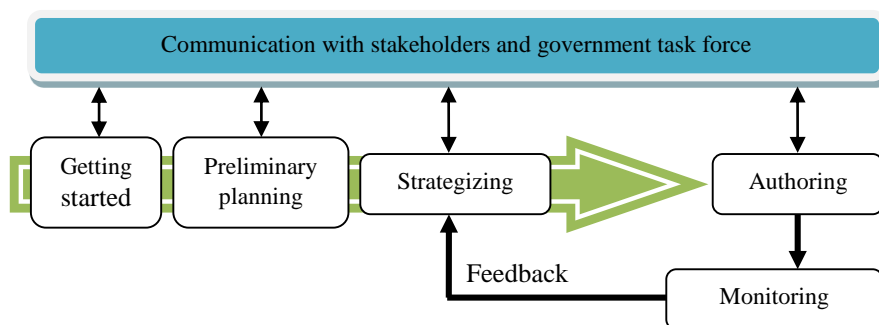 Communication with stakeholders and government task force
Getting
started
Preliminary
planning
Strategizing
Authoring
Feedback
Monitoring